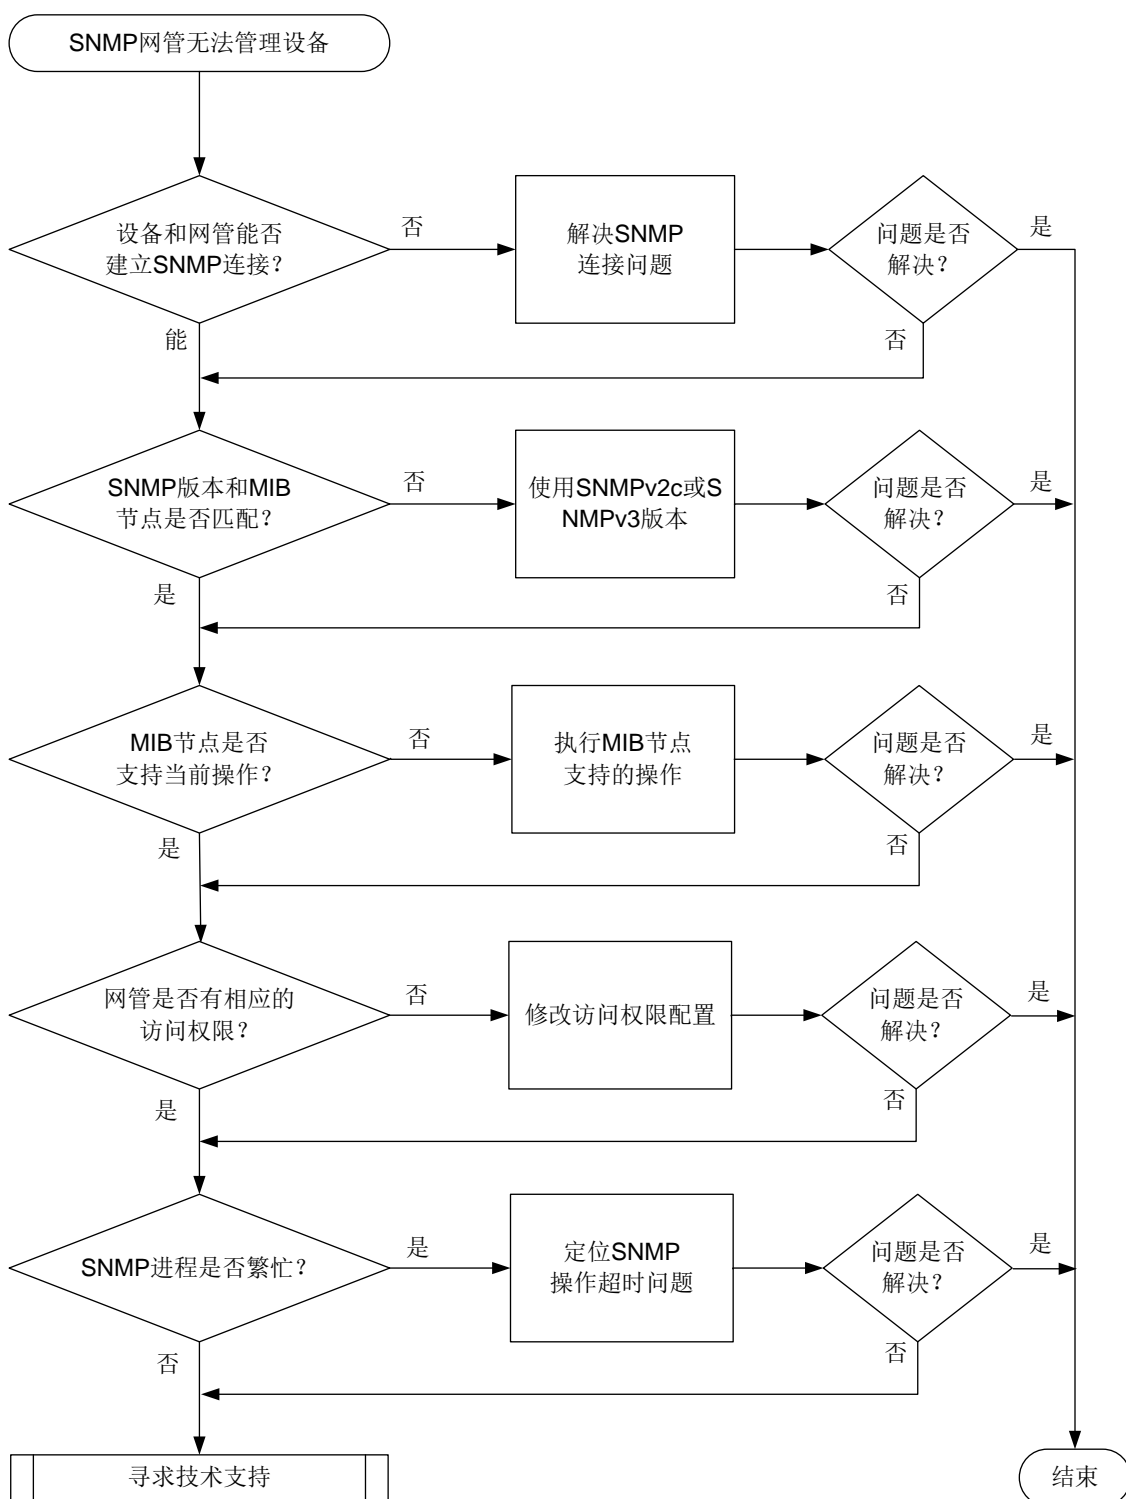 SNMP网管无法管理设备
设备和网管能否
建立SNMP连接?
否
解决SNMP
连接问题
问题是否
解决?
是
能
否
SNMP版本和MIB
节点是否匹配?
否
使用SNMPv2c或S
NMPv3版本
问题是否
解决?
是
是
否
MIB节点是否
支持当前操作?
否
执行MIB节点
支持的操作
问题是否
解决?
是
是
否
网管是否有相应的
访问权限?
否
修改访问权限配置
问题是否
解决?
是
是
否
SNMP进程是否繁忙?
是
定位SNMP
操作超时问题
问题是否
解决?
是
否
否
寻求技术支持
结束